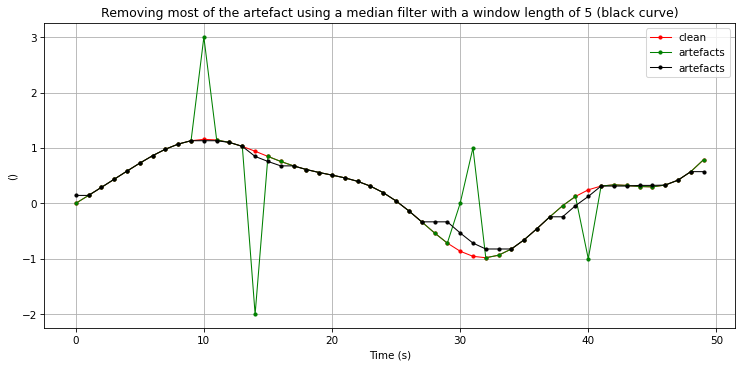 Removing most of the artefact using a median filter with a window length of 5 (black curve)
clean
artefacts
artefacts
3
2
1
0
−1
−2
()
0 10 20 30 40 50
Time (s)